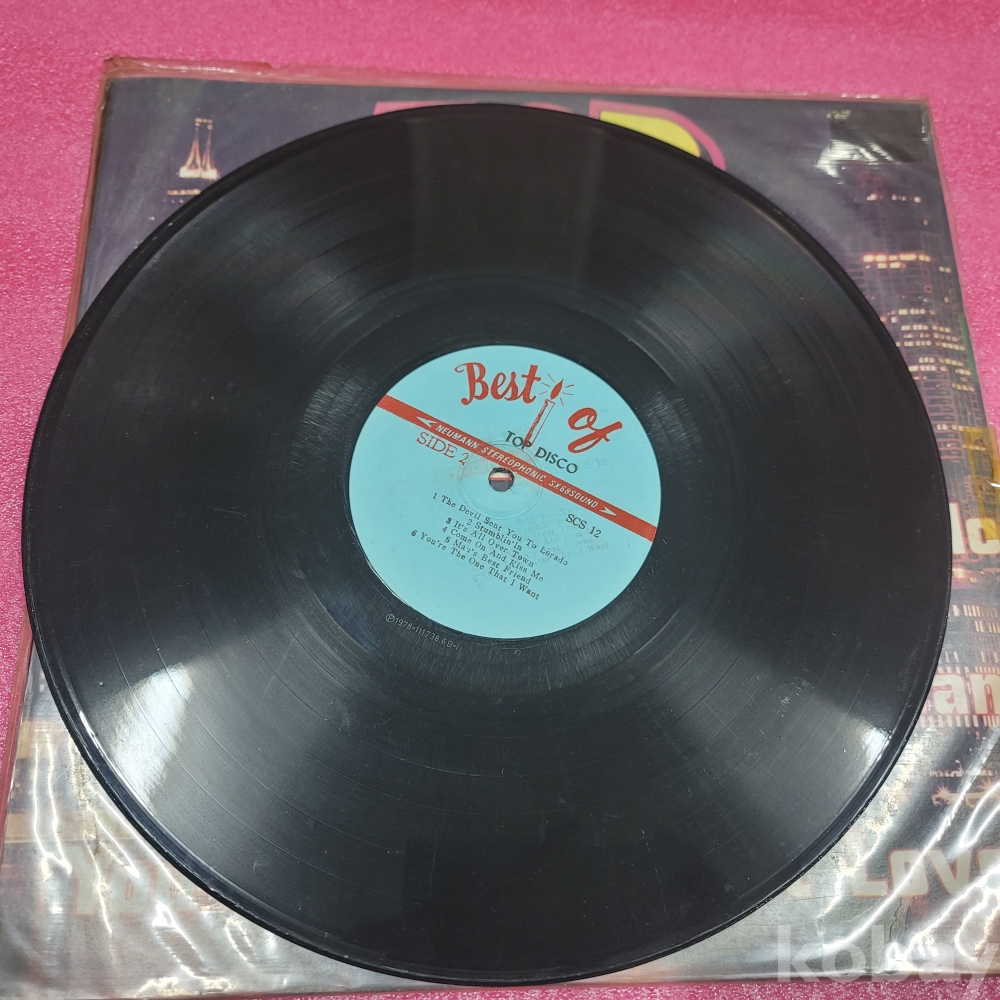 Best of
TOP DISCO
NEUMANN STEREOPHONIC SX68SOUND
SIDE 2
SCS 12
1 The Devil Sent You To Lorado
2 Stumblin'In
3 It's All Over Town
4 Come On And Kiss Me
5 Man's Best Friend
6 You're The One That I Want
LOVE
kobay